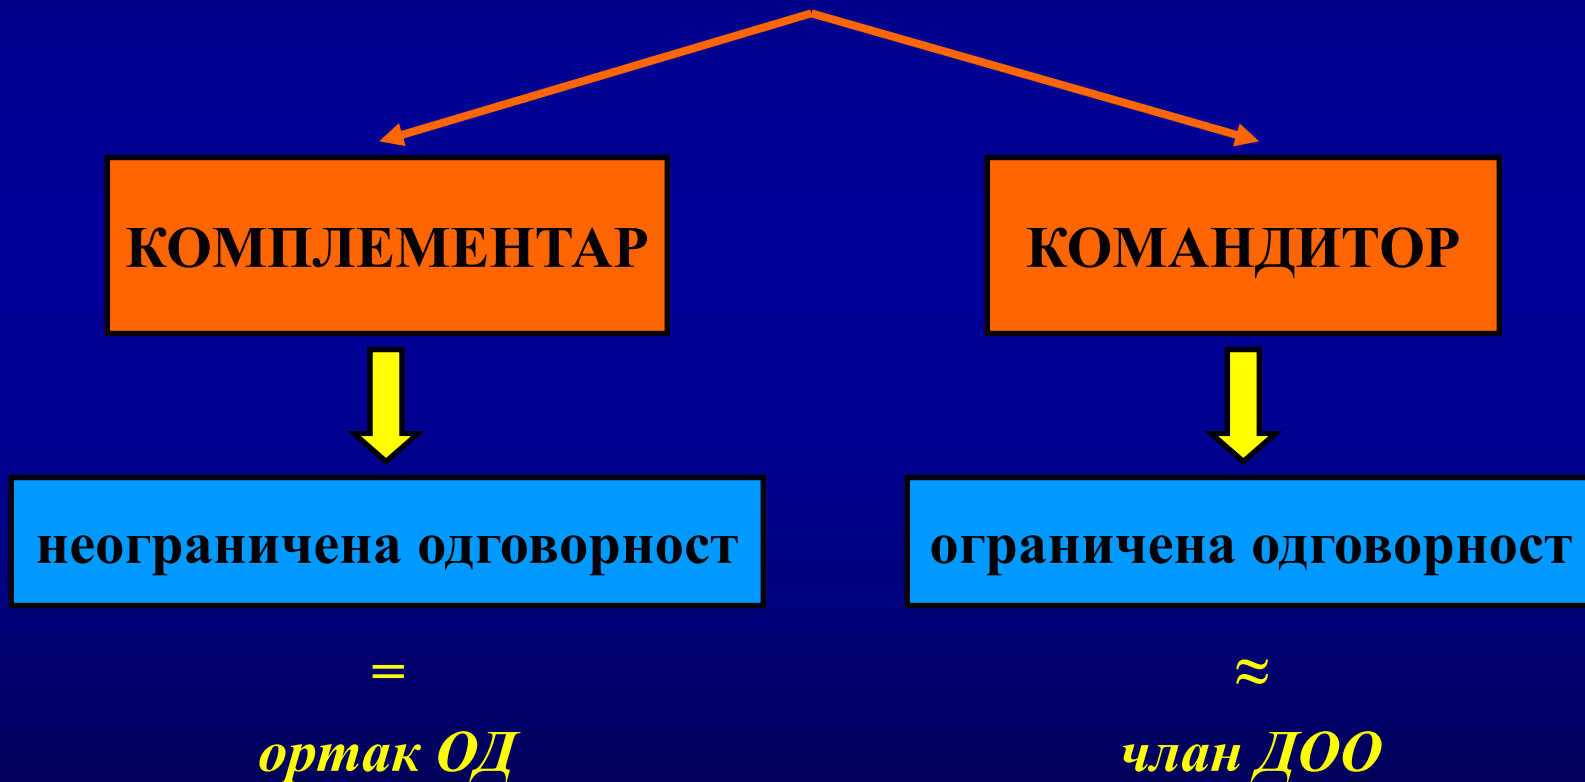 КОМПЛЕМЕНТАР
КОМАНДИТОР
неограничена одговорност
ограничена одговорност
=
≈
ортак ОД
члан ДОО